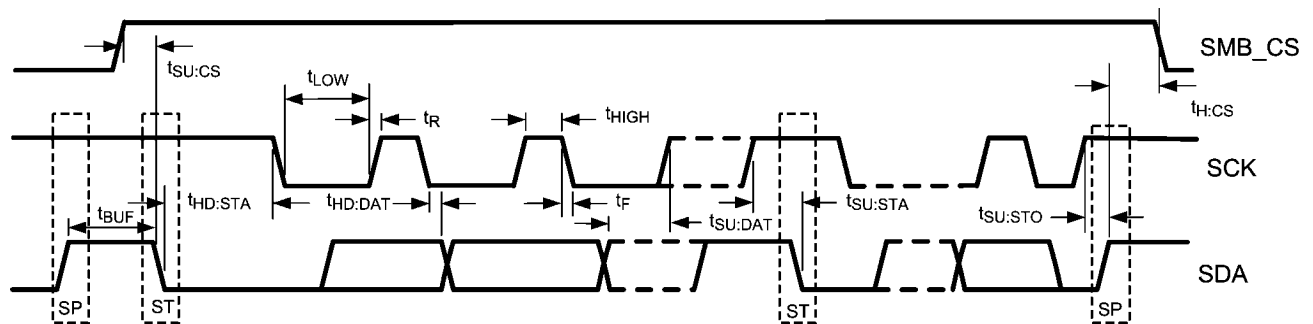 SMB_CS
tSU:CS
tLOW
tR
tHIGH
tH:CS
SCK
tHD:STA
tHD:DAT
tF
tSU:DAT
tSU:STA
tSU:STO
tBUF
SDA
SP
ST
ST
SP